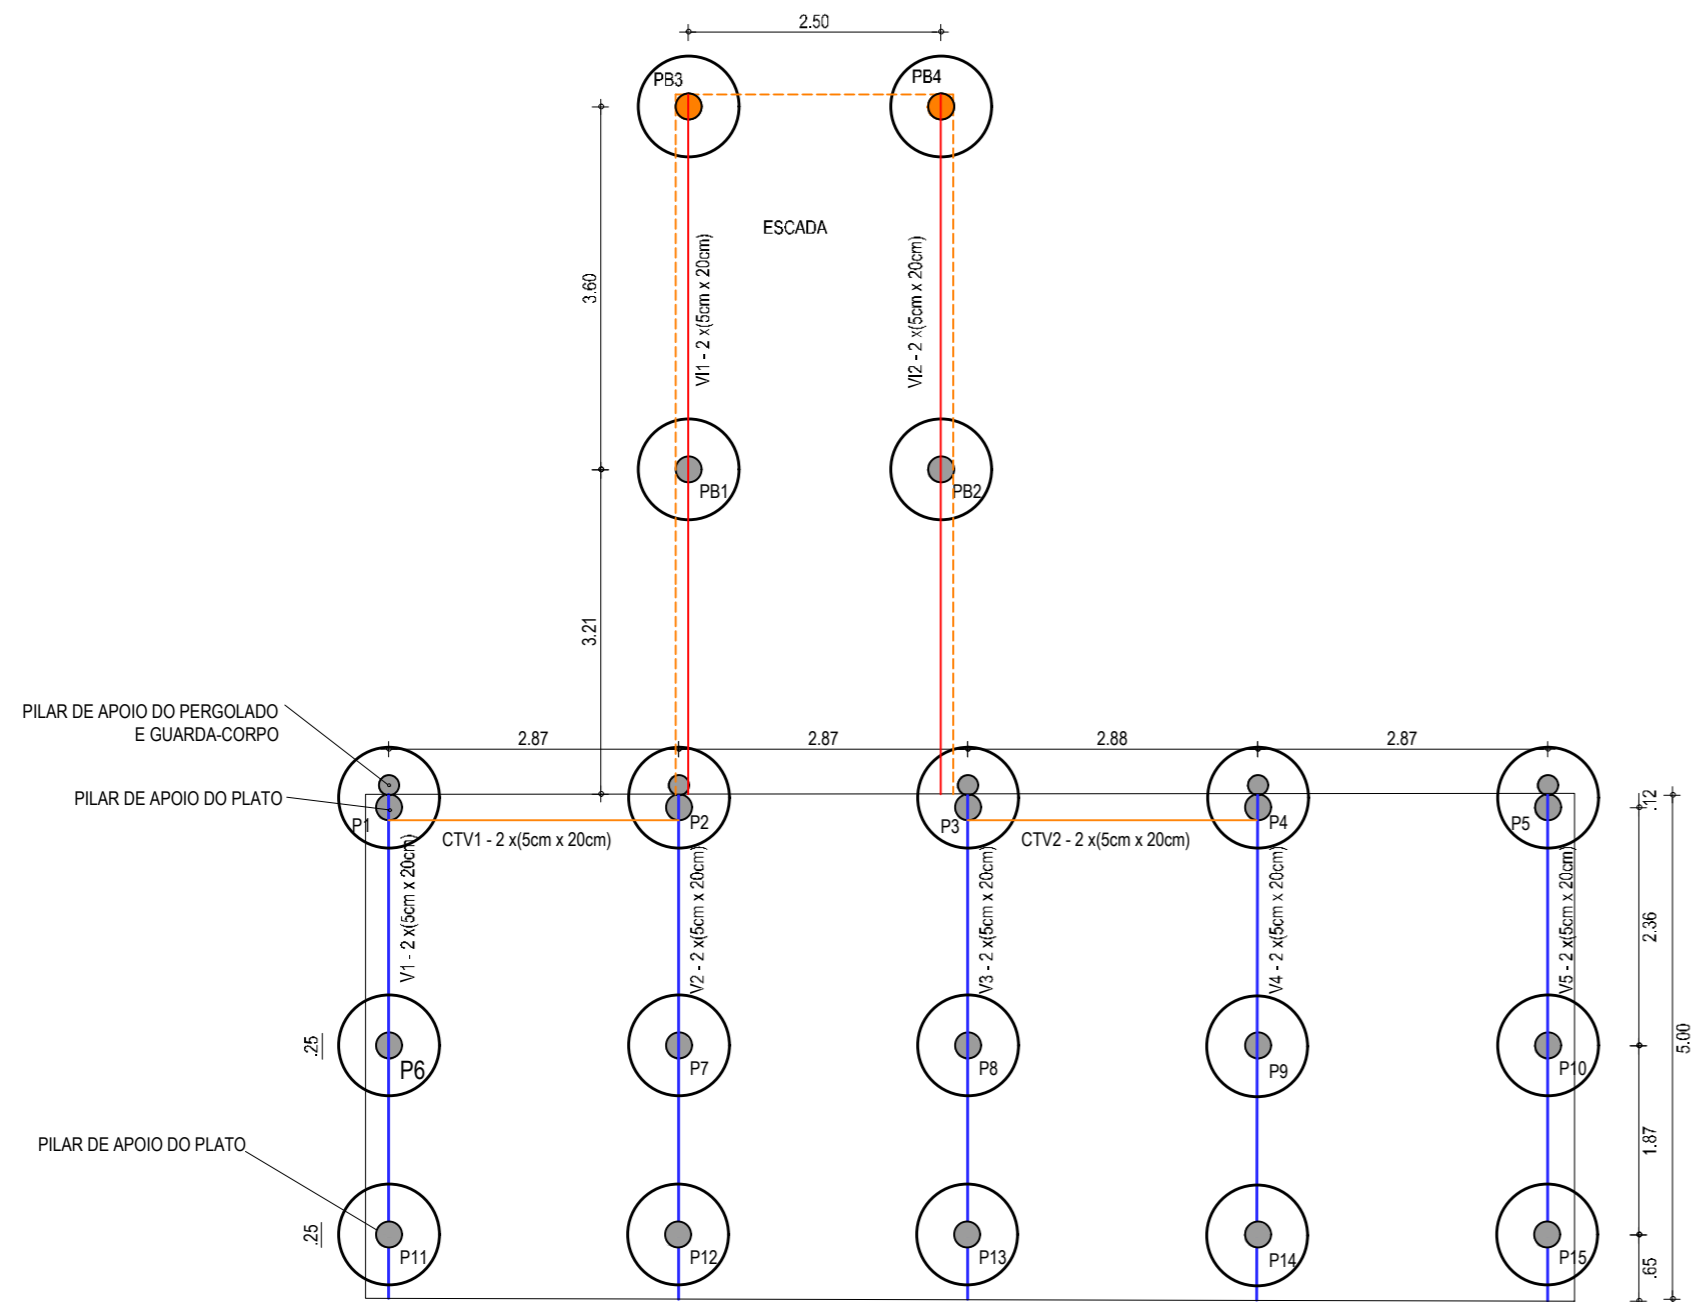 2.50
PB3
PB4
ESCADA
VI1 - 2 x(5cm x 20cm)
VI2 - 2 x(5cm x 20cm)
3.60
PB1
PB2
3.21
PILAR DE APOIO DO PERGOLADO
E GUARDA-CORPO
2.87
2.87
2.88
2.87
PILAR DE APOIO DO PLATO
P1
P2
P3
P4
P5
.12
CTV1 - 2 x(5cm x 20cm)
CTV2 - 2 x(5cm x 20cm)
V1 - 2 x(5cm x 20cm)
V2 - 2 x(5cm x 20cm)
V3 - 2 x(5cm x 20cm)
V4 - 2 x(5cm x 20cm)
V5 - 2 x(5cm x 20cm)
2.36
5.00
.25
P6
P7
P8
P9
P10
1.87
PILAR DE APOIO DO PLATO
.25
P11
P12
P13
P14
P15
.65